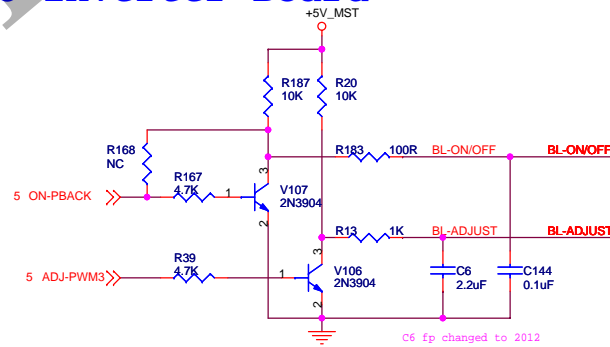 Inverter Board
+5V_MST
R187
10K
R20
10K
R168
NC
R183
100R
BL-ON/OFF
BL-ON/OFF
R167
4.7K
3
1
V107
2N3904
5 ON-PBACK
2
R13
1K
BL-ADJUST
BL-ADJUST
R39
4.7K
3
1
V106
2N3904
5 ADJ-PWM3
2
C6
2.2uF
C144
0.1uF
C6 fp changed to 2012